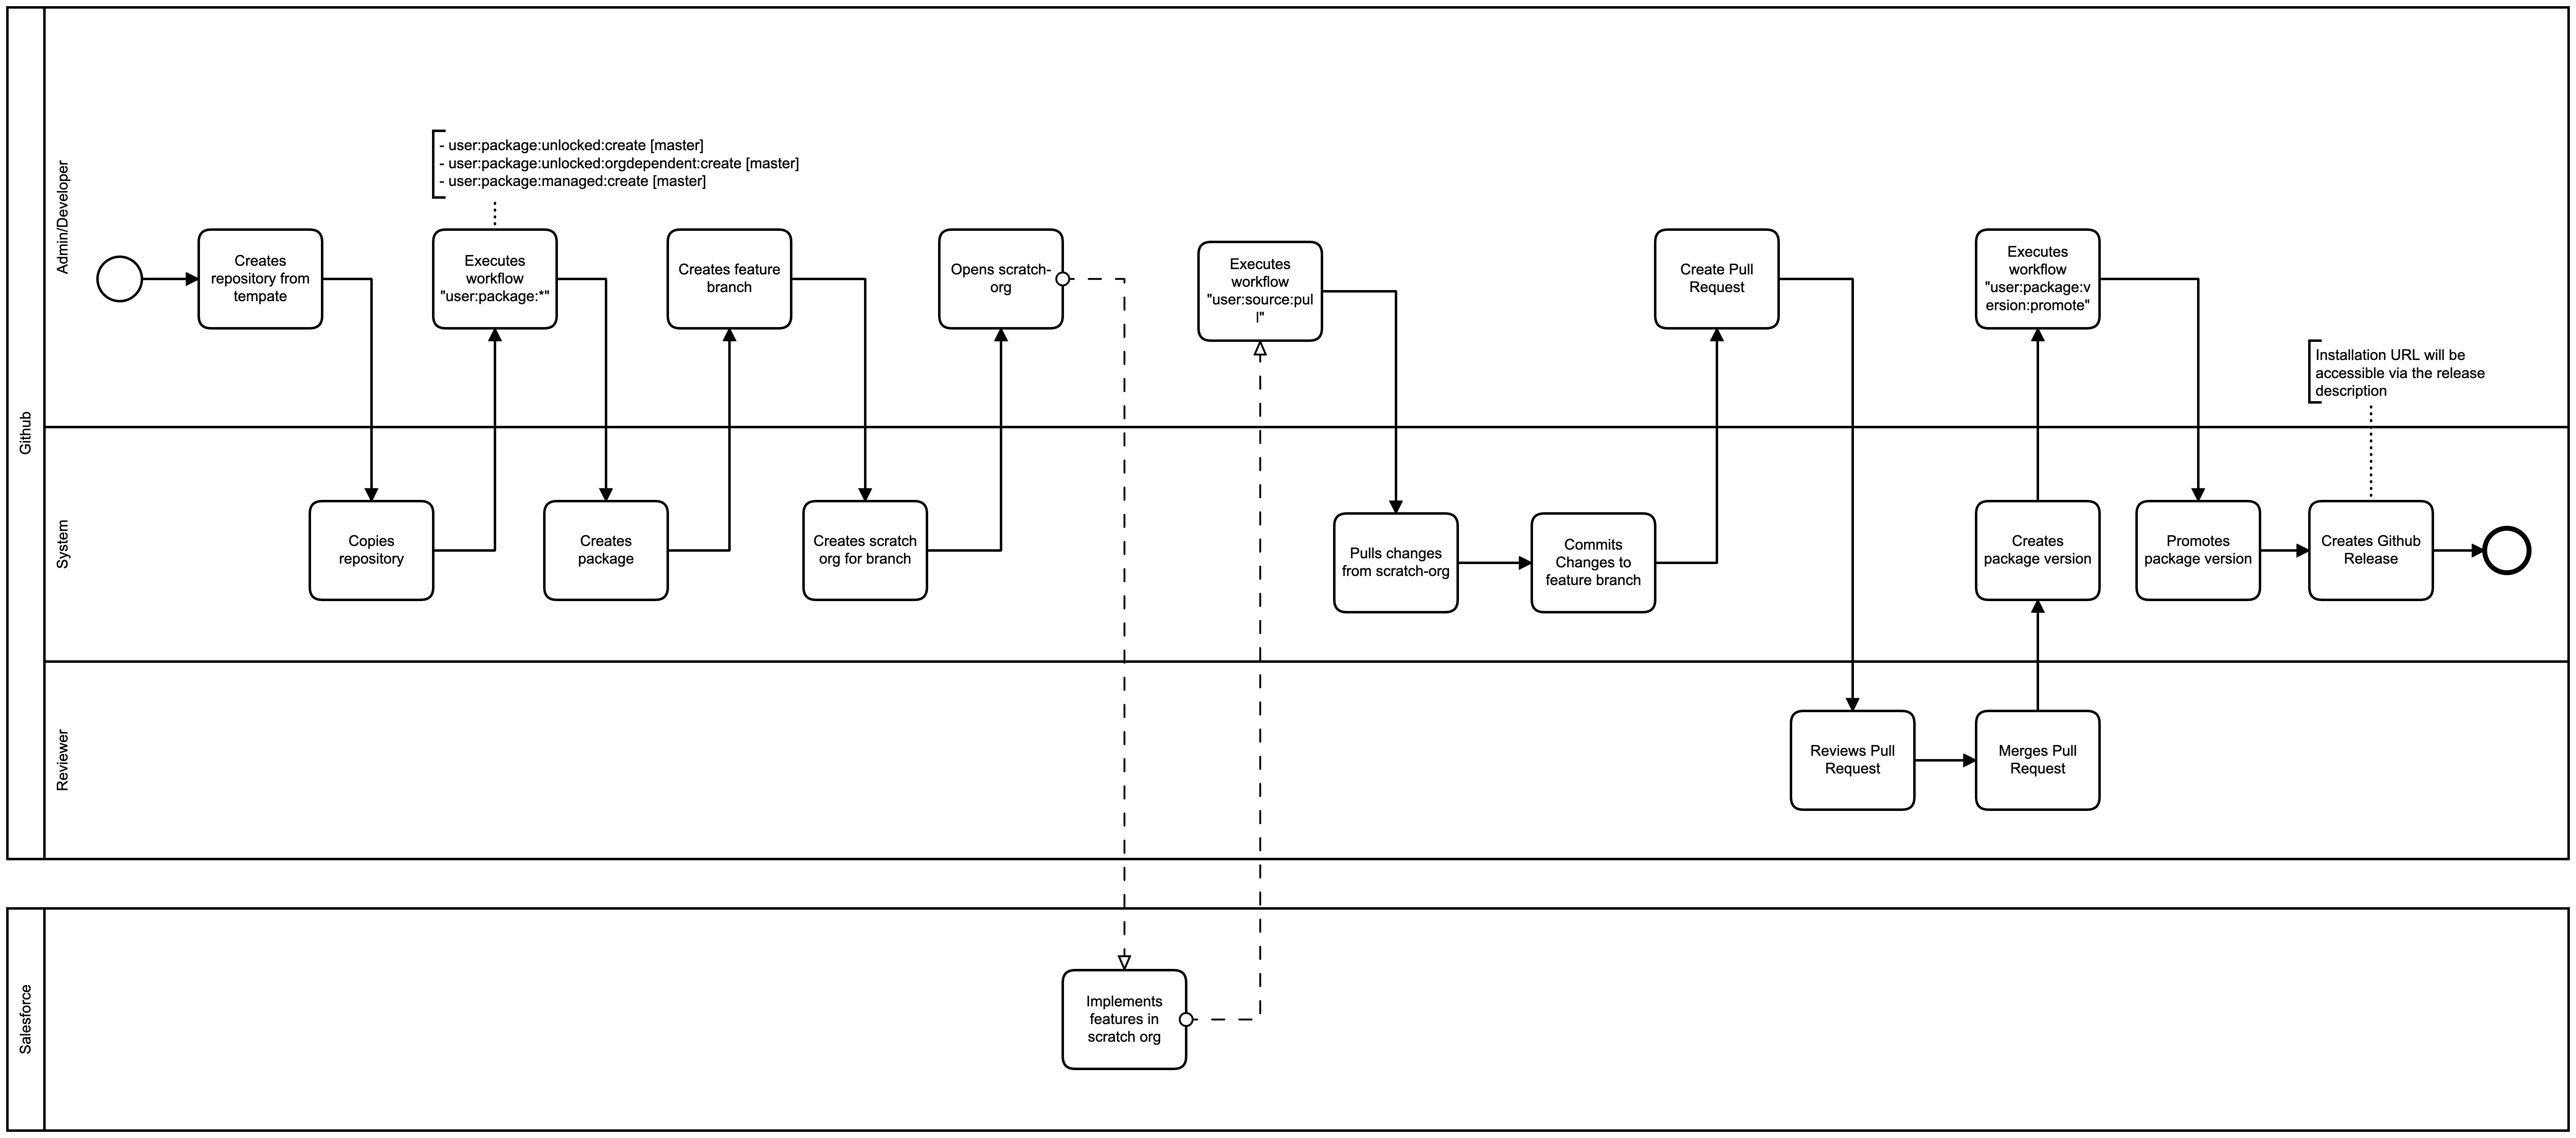 Github
Admin/Developer
- user:package:unlocked:create [master]
- user:package:unlocked:orgdependent:create [master]
- user:package:managed:create [master]
Creates
repository from
tempate
Executes
workflow
"user:package:*"
Creates feature
branch
Opens scratch-
org
Executes
workflow
"user:source:pul
l"
Create Pull
Request
Executes
workflow
"user:package:v
ersion:promote"
Installation URL will be
accessible via the release
description
System
Copies
repository
Creates
package
Creates scratch
org for branch
Pulls changes
from scratch-org
Commits
Changes to
feature branch
Creates
package version
Promotes
package version
Creates Github
Release
Reviewer
Reviews Pull
Request
Merges Pull
Request
Salesforce
Implements
features in
scratch org